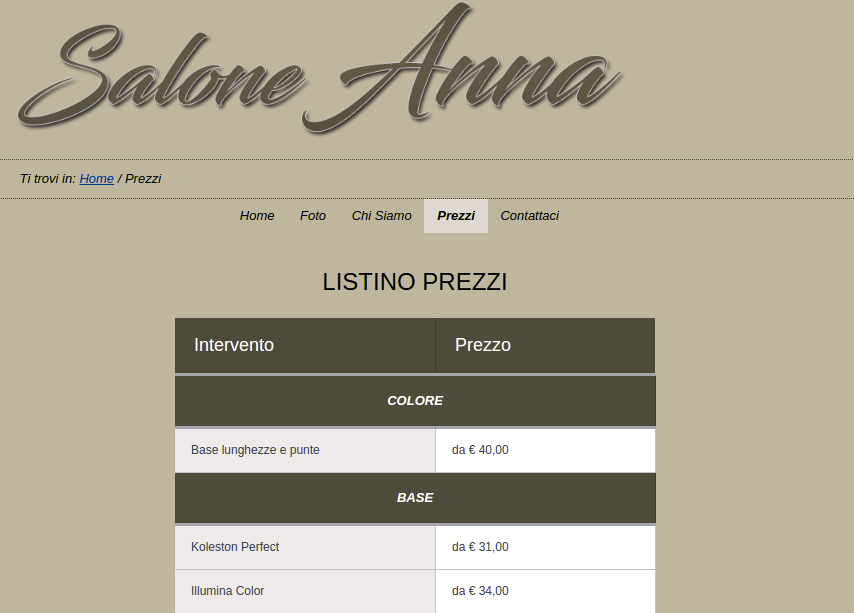 Salone Anna
Ti trovi in: Home / Prezzi
Home Foto Chi Siamo Prezzi Contattaci
LISTINO PREZZI
Intervento Prezzo
COLORE
Base lunghezze e punte da € 40,00
BASE
Koleston Perfect da € 31,00
Illumina Color da € 34,00